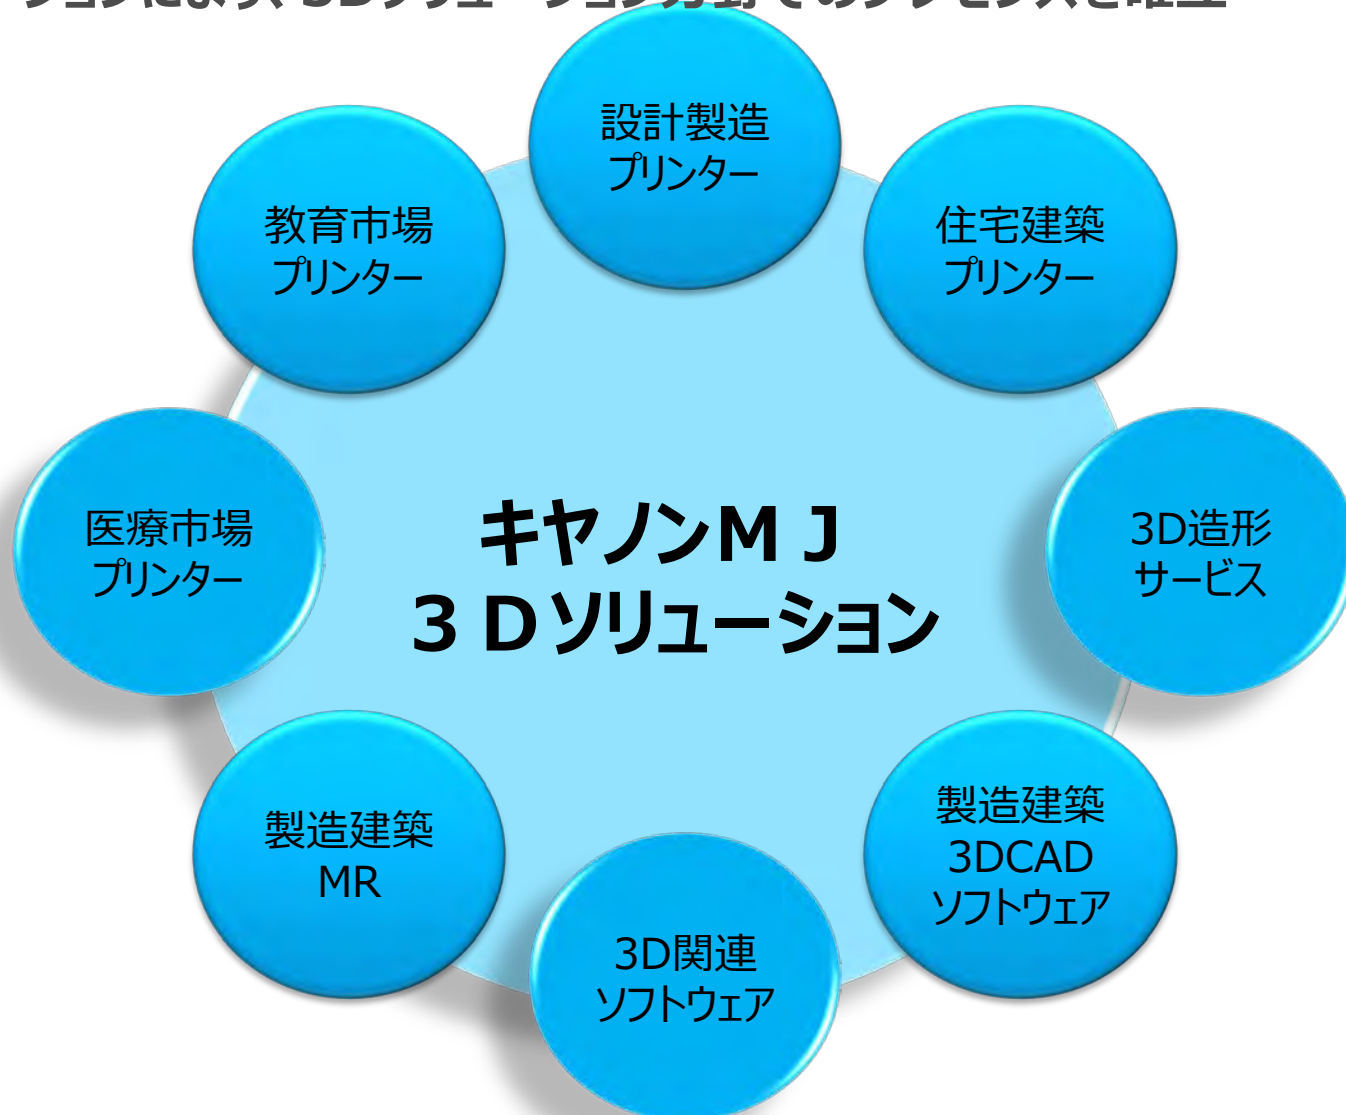 設計製造
プリンター
教育市場
プリンター
住宅建築
プリンター
医療市場
プリンター
キヤノンＭＪ
３Ｄソリューション
3D造形
サービス
製造建築
MR
製造建築
3DCAD
ソフトウェア
3D関連
ソフトウェア